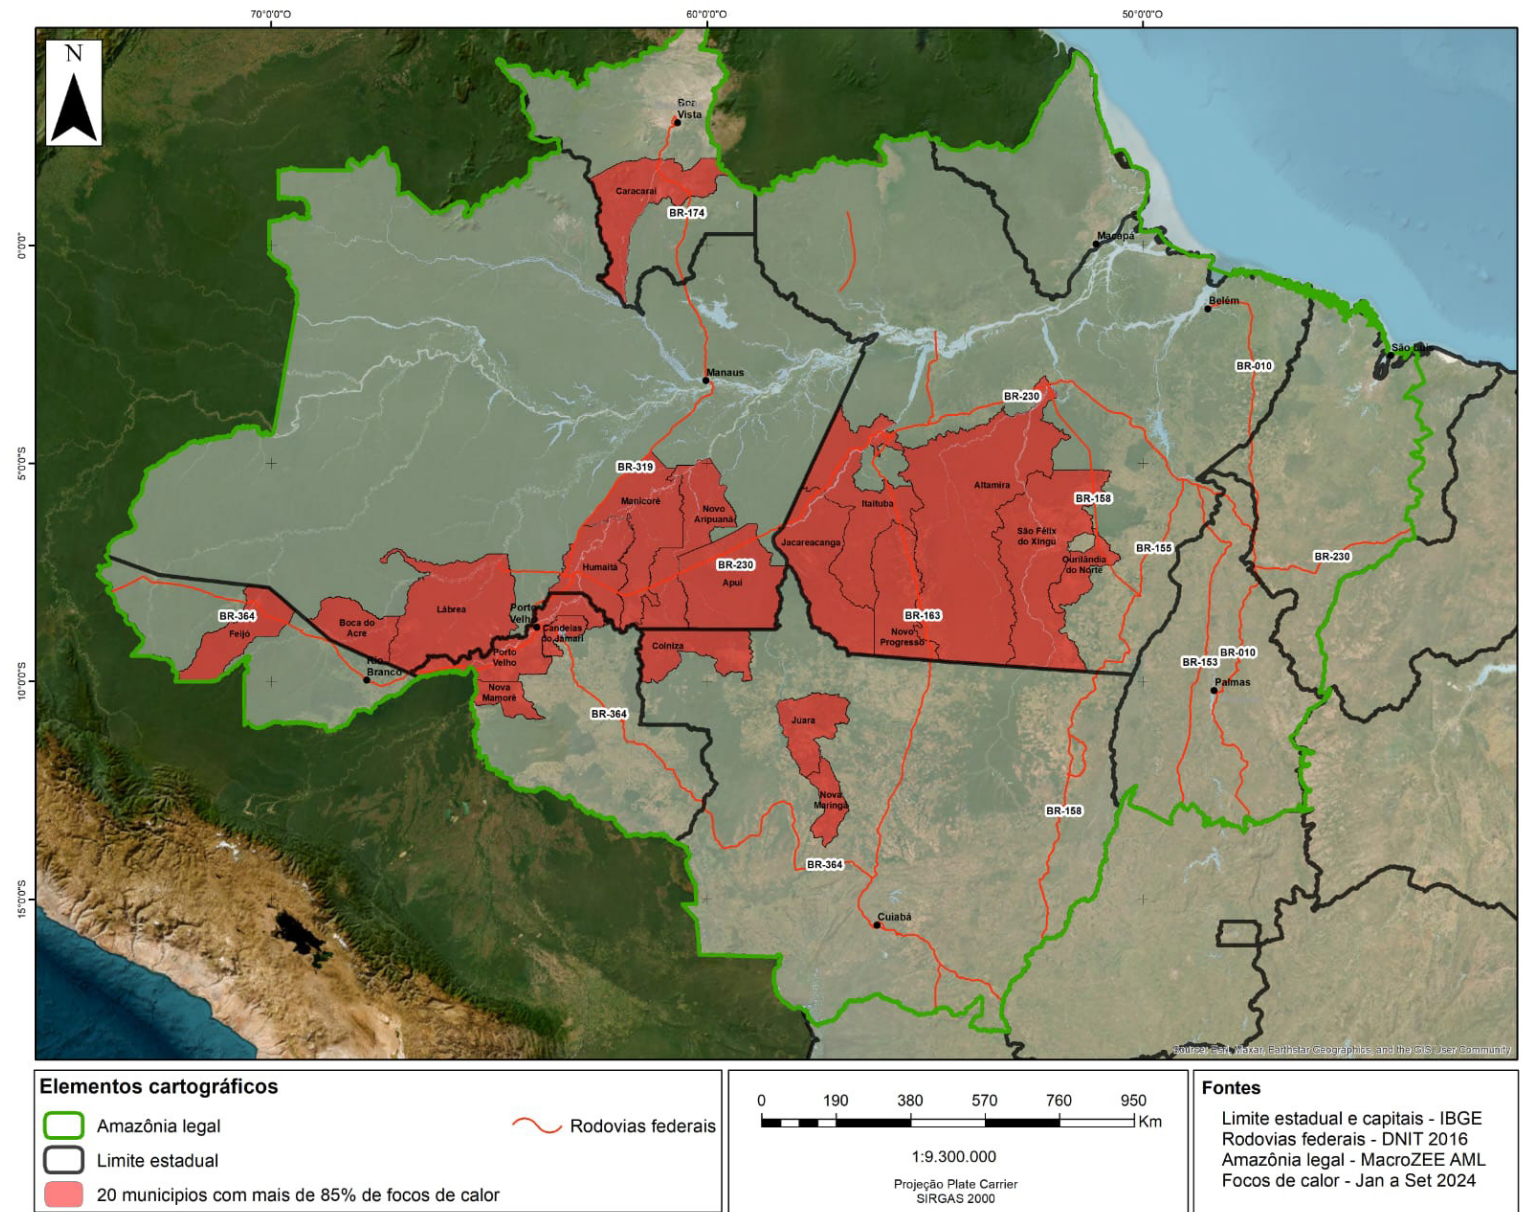 70°0'0"O
60°0'0"O
50°0'0"O
N
Boa
Vista
Caracaraí
BR-174
0°0'0"
Macapá
Belém
São Luís
BR-010
Manaus
BR-230
5°0'0"S
BR-319
Manicoré
Novo
Aripuanã
Altamira
BR-158
Itaituba
São Félix
do Xingu
Jacareacanga
BR-155
BR-230
Ourilândia
do Norte
Humaitá
BR-230
Apuí
Lábrea
Porto
Velho
BR-364
Feijó
Boca do
Acre
Candeias
do Jamari
BR-163
Novo
Progresso
Colniza
Porto
Velho
BR-010
BR-153
Rio
Branco
10°0'0"S
Palmas
Nova
Mamoré
BR-364
Juara
Nova
Maringá
BR-158
BR-364
15°0'0"S
Cuiabá
Source: Esri, Maxar, Earthstar Geographics, and the GIS User Community
Elementos cartográficos
Amazônia legal
Rodovias federais
Limite estadual
20 municipios com mais de 85% de focos de calor
0 190 380 570 760 950
Km
1:9.300.000
Projeção Plate Carrier
SIRGAS 2000
Fontes
Limite estadual e capitais - IBGE
Rodovias federais - DNIT 2016
Amazônia legal - MacroZEE AML
Focos de calor - Jan a Set 2024